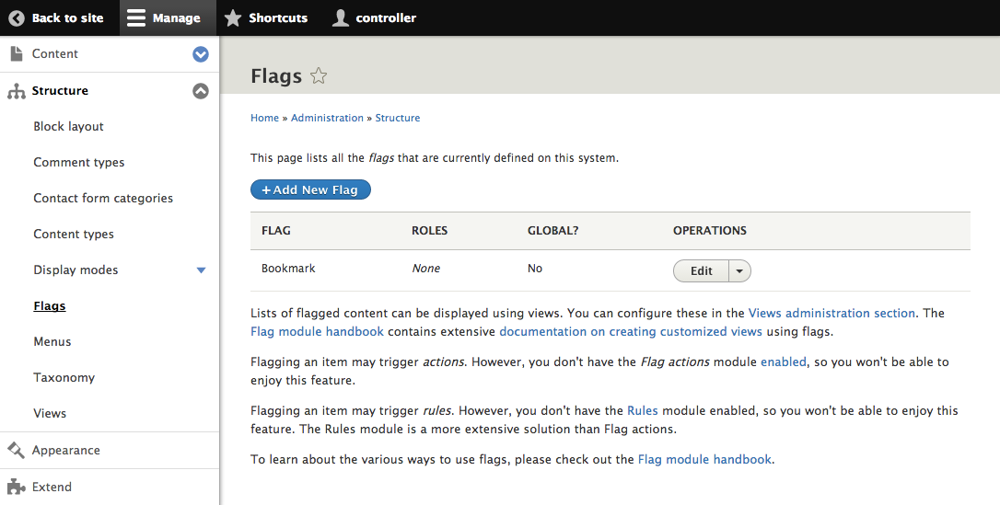 Back to site Manage Shortcuts controller
Content
Structure
Block layout
Comment types
Contact form categories
Content types
Display modes
Flags
Menus
Taxonomy
Views
Appearance
Extend
Flags
Home » Administration » Structure
This page lists all the flags that are currently defined on this system.
+ Add New Flag
FLAG ROLES GLOBAL? OPERATIONS
Bookmark None No Edit
Lists of flagged content can be displayed using views. You can configure these in the Views administration section. The
Flag module handbook contains extensive documentation on creating customized views using flags.
Flagging an item may trigger actions. However, you don't have the Flag actions module enabled, so you won't be able to
enjoy this feature.
Flagging an item may trigger rules. However, you don't have the Rules module enabled, so you won't be able to enjoy this
feature. The Rules module is a more extensive solution than Flag actions.
To learn about the various ways to use flags, please check out the Flag module handbook.